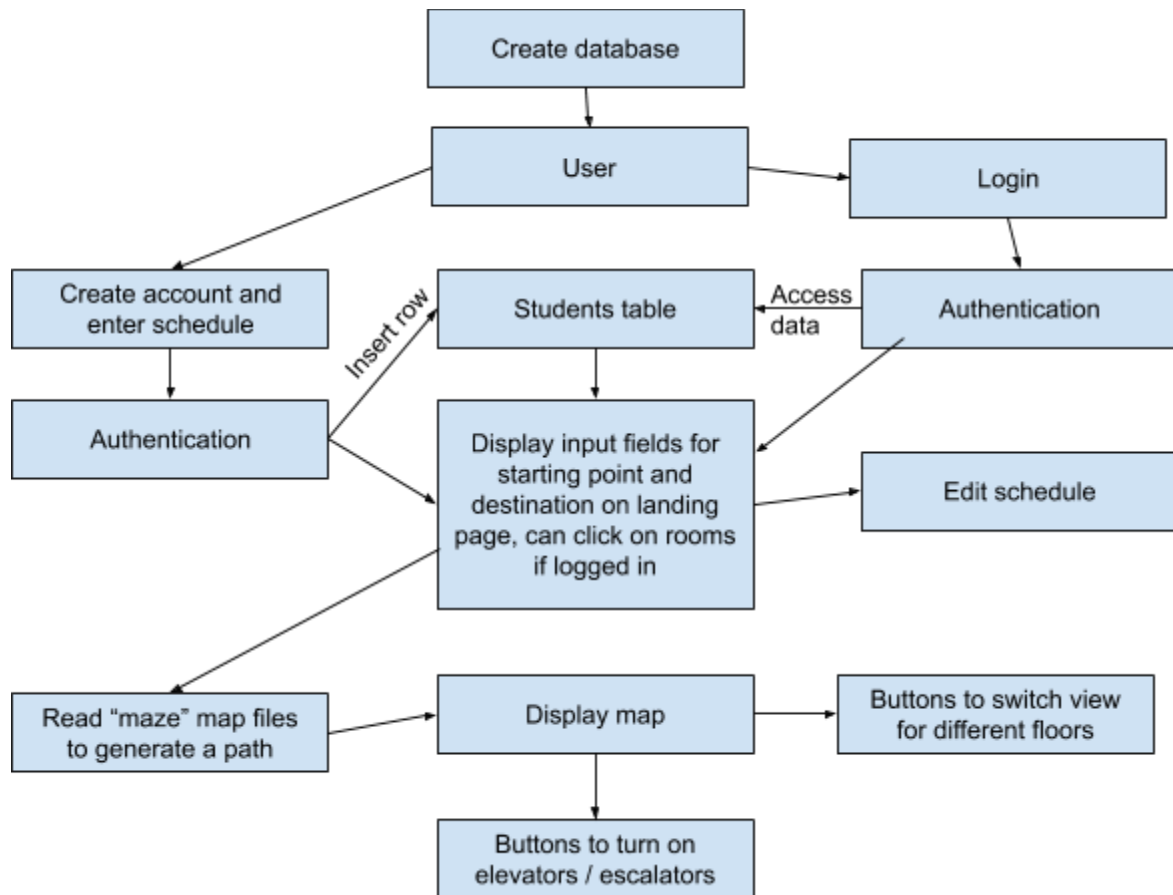 Create database
User
Login
Create account and
enter schedule
Insert row
Students table
Access
data
Authentication
Authentication
Display input fields for
starting point and
destination on landing
page, can click on rooms
if logged in
Edit schedule
Read “maze” map files
to generate a path
Display map
Buttons to switch view
for different floors
Buttons to turn on
elevators / escalators